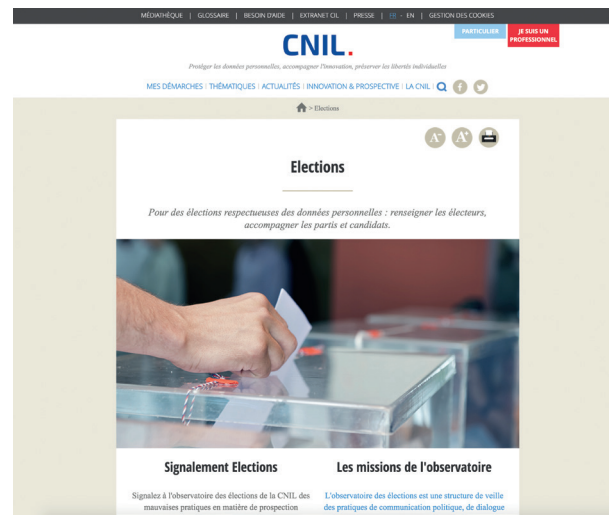 MÉDIATHÈQUE | GLOSSAIRE | BESOIN D'AIDE | EXTRANET CIL | PRESSE | FR - EN | GESTION DES COOKIES
PARTICULIER
JE SUIS UN
PROFESSIONNEL
CNIL.
Protéger les données personnelles, accompagner l'innovation, préserver les libertés individuelles
MES DÉMARCHES | THÉMATIQUES | ACTUALITÉS | INNOVATION & PROSPECTIVE | LA CNIL |
> Elections
A- A+
Elections
Pour des élections respectueuses des données personnelles : renseigner les électeurs,
accompagner les partis et candidats.
Signalement Elections
Signalez à l'observatoire des élections de la CNIL des
mauvaises pratiques en matière de prospection
Les missions de l'observatoire
L'observatoire des élections est une structure de veille
des pratiques de communication politique, de dialogue